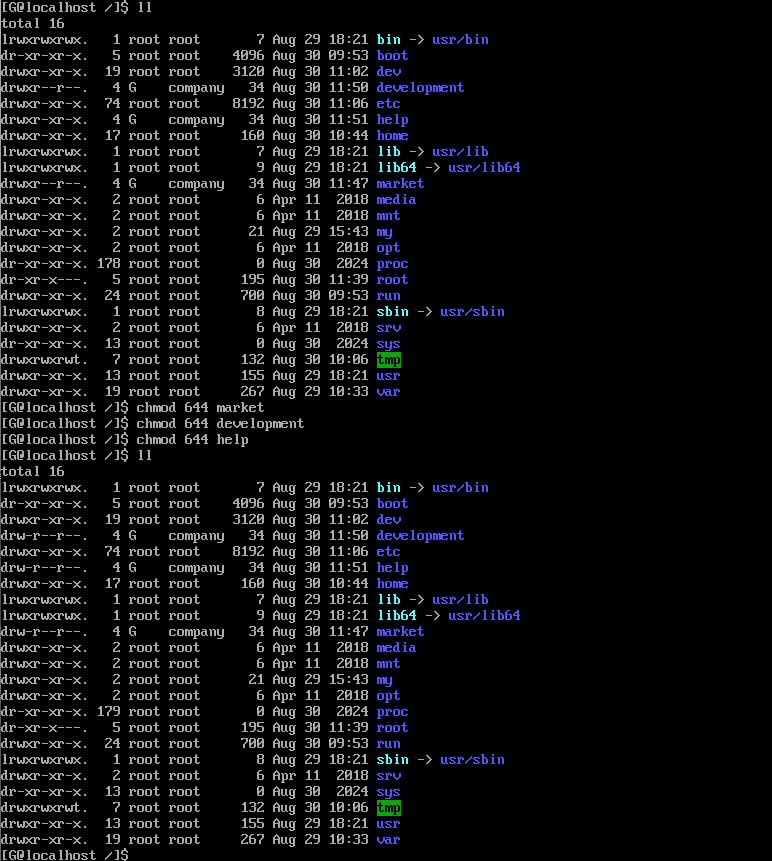 [G@localhost /]$ ll
total 16
lrwxrwxrwx.   1 root root       7 Aug 29 18:21 bin -> usr/bin
dr-xr-xr-x.   5 root root    4096 Aug 30 09:53 boot
drwxr-xr-x.  19 root root    3120 Aug 30 11:02 dev
drwxr--r--.   4 G    company   34 Aug 30 11:50 development
drwxr-xr-x.  74 root root    8192 Aug 30 11:06 etc
dr-xr-xr-x.   4 G    company   34 Aug 30 11:51 help
drwxr-xr-x.  17 root root     160 Aug 30 10:44 home
lrwxrwxrwx.   1 root root       7 Aug 29 18:21 lib -> usr/lib
lrwxrwxrwx.   1 root root       9 Aug 29 18:21 lib64 -> usr/lib64
drwxr--r--.   4 G    company   34 Aug 30 11:47 market
drwxr-xr-x.   2 root root       6 Apr 11  2018 media
drwxr-xr-x.   2 root root       6 Apr 11  2018 mnt
drwxr-xr-x.   2 root root      21 Aug 29 15:43 my
drwxr-xr-x.   2 root root       6 Apr 11  2018 opt
dr-xr-xr-x. 178 root root       0 Aug 30  2024 proc
dr-xr-x---.   5 root root     195 Aug 30 11:39 root
drwxr-xr-x.  24 root root     700 Aug 30 09:53 run
lrwxrwxrwx.   1 root root       8 Aug 29 18:21 sbin -> usr/sbin
drwxr-xr-x.   2 root root       6 Apr 11  2018 srv
dr-xr-xr-x.  13 root root       0 Aug 30  2024 sys
drwxrwxrwt.   7 root root     132 Aug 30 10:06 tmp
drwxr-xr-x.  13 root root     155 Aug 29 18:21 usr
drwxr-xr-x.  19 root root     267 Aug 29 10:33 var
[G@localhost /]$ chmod 644 market
[G@localhost /]$ chmod 644 development
[G@localhost /]$ chmod 644 help
[G@localhost /]$ ll
total 16
lrwxrwxrwx.   1 root root       7 Aug 29 18:21 bin -> usr/bin
dr-xr-xr-x.   5 root root    4096 Aug 30 09:53 boot
drwxr-xr-x.  19 root root    3120 Aug 30 11:02 dev
drw-r--r--.   4 G    company   34 Aug 30 11:50 development
drwxr-xr-x.  74 root root    8192 Aug 30 11:06 etc
drw-r--r--.   4 G    company   34 Aug 30 11:51 help
drwxr-xr-x.  17 root root     160 Aug 30 10:44 home
lrwxrwxrwx.   1 root root       7 Aug 29 18:21 lib -> usr/lib
lrwxrwxrwx.   1 root root       9 Aug 29 18:21 lib64 -> usr/lib64
drw-r--r--.   4 G    company   34 Aug 30 11:47 market
drwxr-xr-x.   2 root root       6 Apr 11  2018 media
drwxr-xr-x.   2 root root       6 Apr 11  2018 mnt
drwxr-xr-x.   2 root root      21 Aug 29 15:43 my
drwxr-xr-x.   2 root root       6 Apr 11  2018 opt
dr-xr-xr-x. 179 root root       0 Aug 30  2024 proc
dr-xr-x---.   5 root root     195 Aug 30 11:39 root
drwxr-xr-x.  24 root root     700 Aug 30 09:53 run
lrwxrwxrwx.   1 root root       8 Aug 29 18:21 sbin -> usr/sbin
drwxr-xr-x.   2 root root       6 Apr 11  2018 srv
dr-xr-xr-x.  13 root root       0 Aug 30  2024 sys
drwxrwxrwt.   7 root root     132 Aug 30 10:06 tmp
drwxr-xr-x.  13 root root     155 Aug 29 18:21 usr
drwxr-xr-x.  19 root root     267 Aug 29 10:33 var
[G@localhost /]$